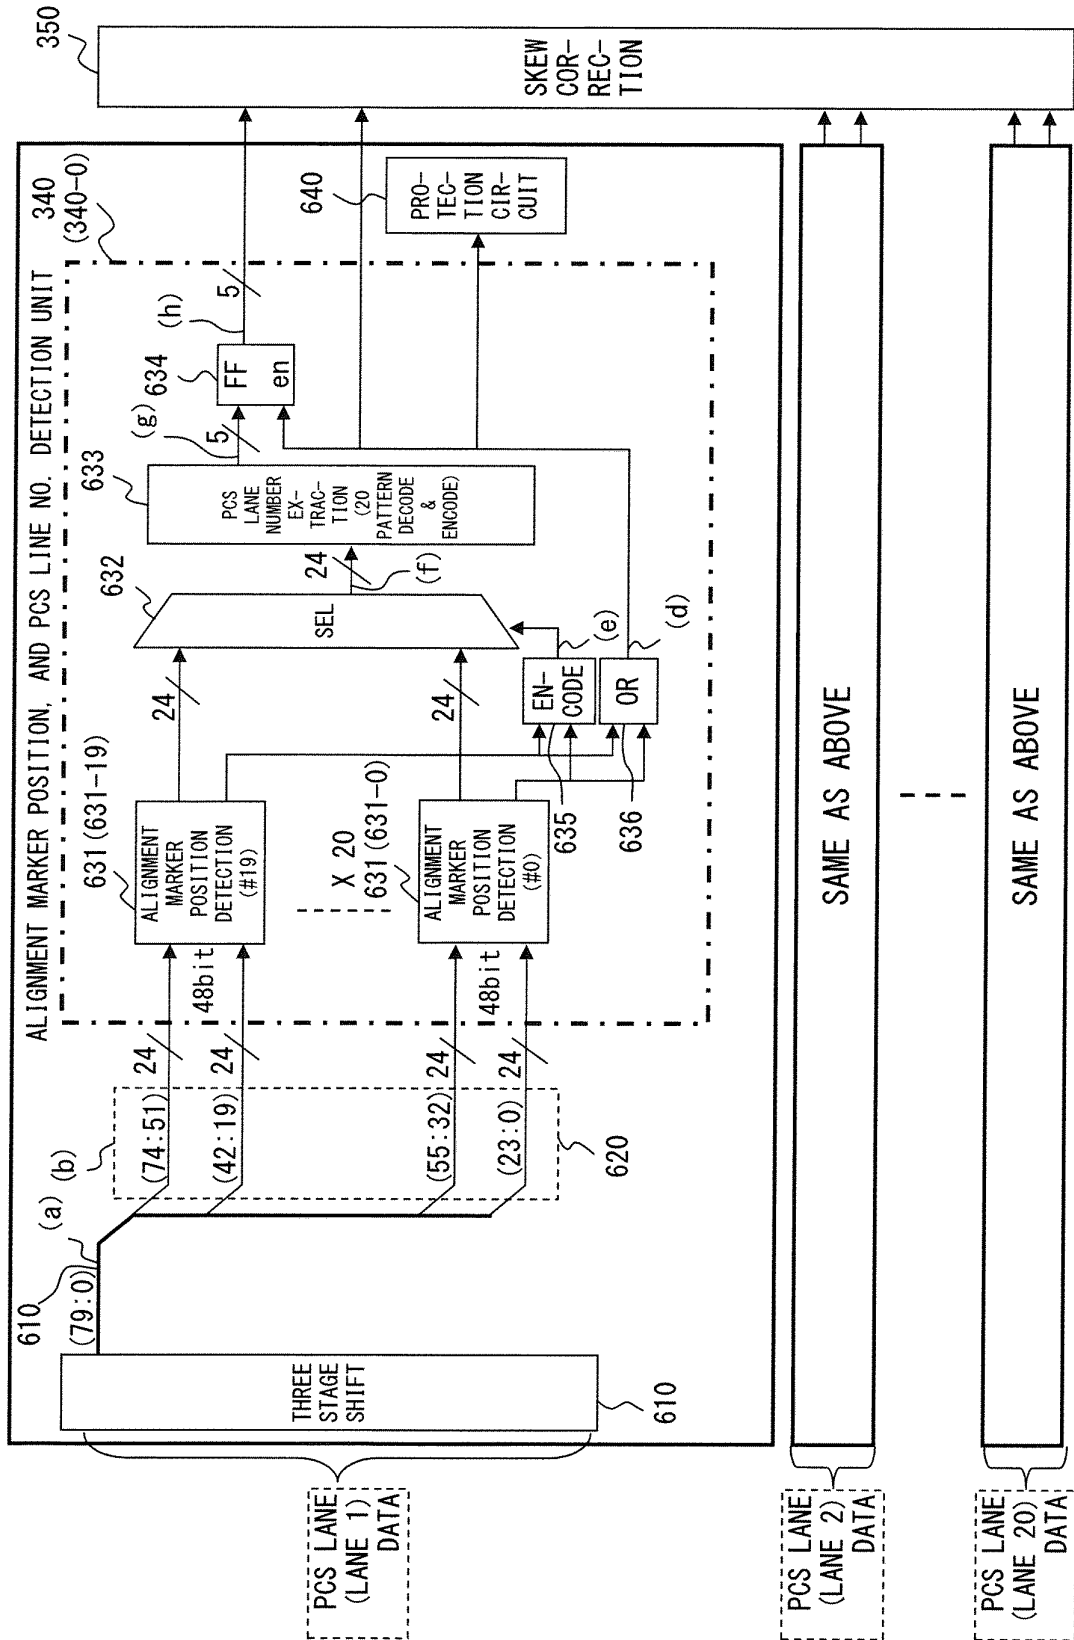 ALIGNMENT MARKER POSITION, AND PCS LINE NO. DETECTION UNIT
340
(340-0)
350
PCS LANE
(LANE 1)
DATA
THREE
STAGE
SHIFT
610
610
(79:0)
(a)
(b)
(74:51)
(42:19)
(55:32)
(23:0)
620
24
24
24
24
48bit
48bit
631(631-19)
ALIGNMENT
MARKER
POSITION
DETECTION
(#19)
X 20
631(631-0)
ALIGNMENT
MARKER
POSITION
DETECTION
(#0)
24
24
632
SEL
EN-
CODE
635
(e)
OR
636
(d)
24
(f)
633
PCS
LANE
NUMBER
EX-
TRAC-
TION
(20
PATTERN
DECODE
&
ENCODE)
(g)
5
634
FF
en
(h)
5
640
PRO-
TEC-
TION
CIR-
CUIT
SKEW
COR-
REC-
TION
PCS LANE
(LANE 2)
DATA
SAME AS ABOVE
PCS LANE
(LANE 20)
DATA
SAME AS ABOVE